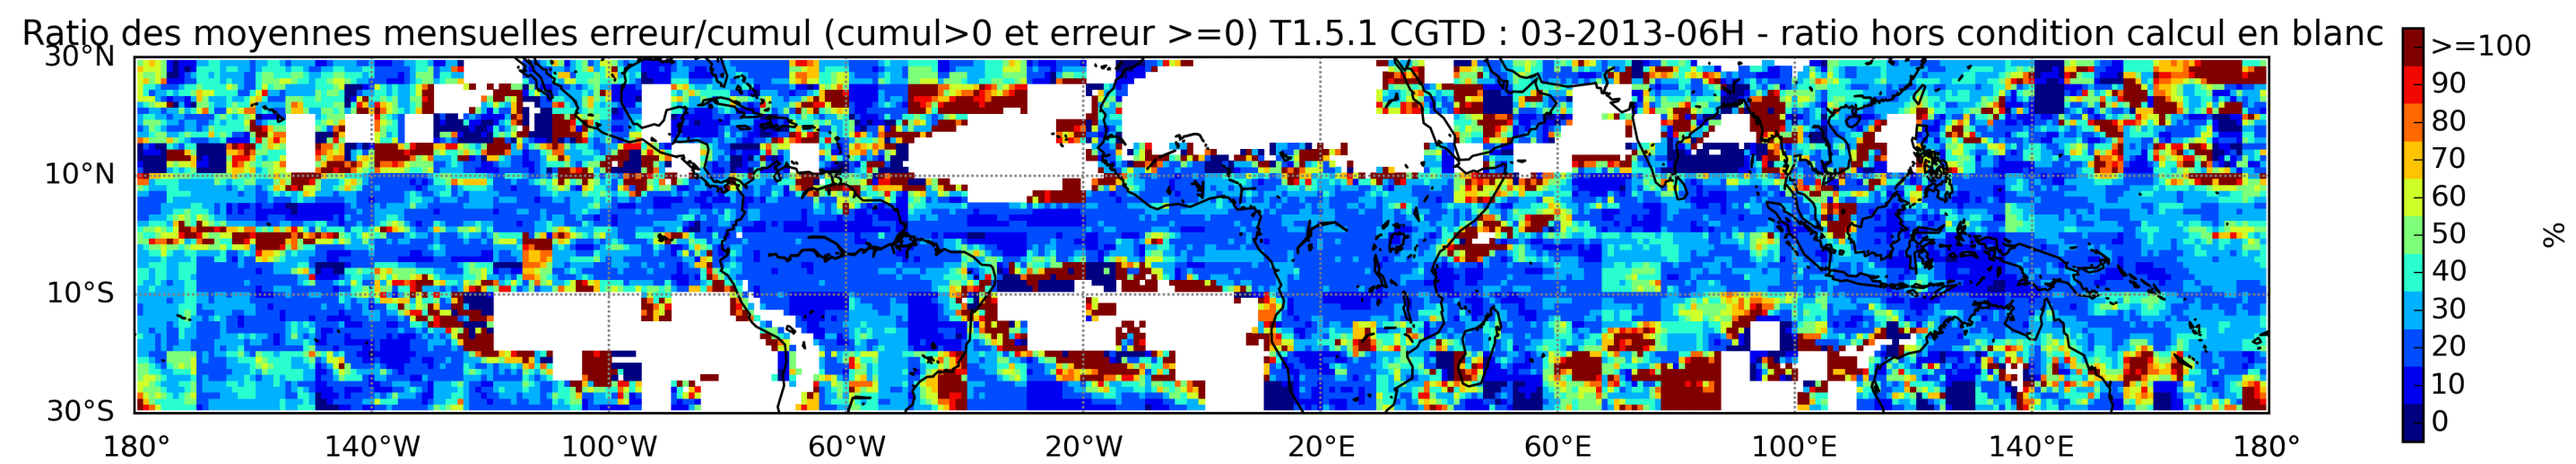 Ratio des moyennes mensuelles erreur/cumul (cumul>0 et erreur >=0) T1.5.1 CGTD : 03-2013-06H - ratio hors condition calcul en blanc
30°N
10°N
10°S
30°S
180°
140°W
100°W
60°W
20°W
20°E
60°E
100°E
140°E
180°
>=100
90
80
70
60
50
40
30
20
10
0
%